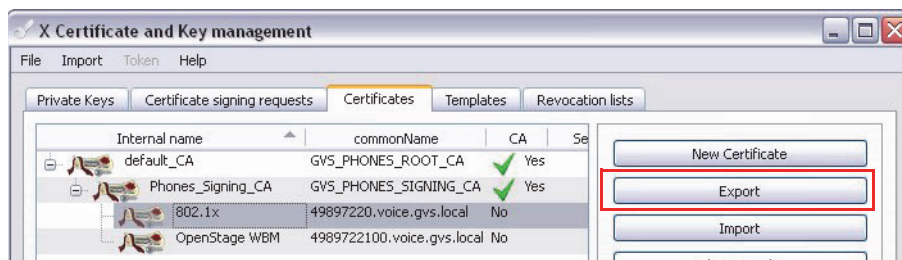 X Certificate and Key management
File Import Token Help
Private Keys Certificate signing requests Certificates Templates Revocation lists
Internal name commonName CA Se
default_CA GVS_PHONES_ROOT_CA Yes
Phones_Signing_CA GVS_PHONES_SIGNING_CA Yes
802.1x 49897220.voice.gvs.local No
OpenStage WBM 4989722100.voice.gvs.local No
New Certificate
Export
Import